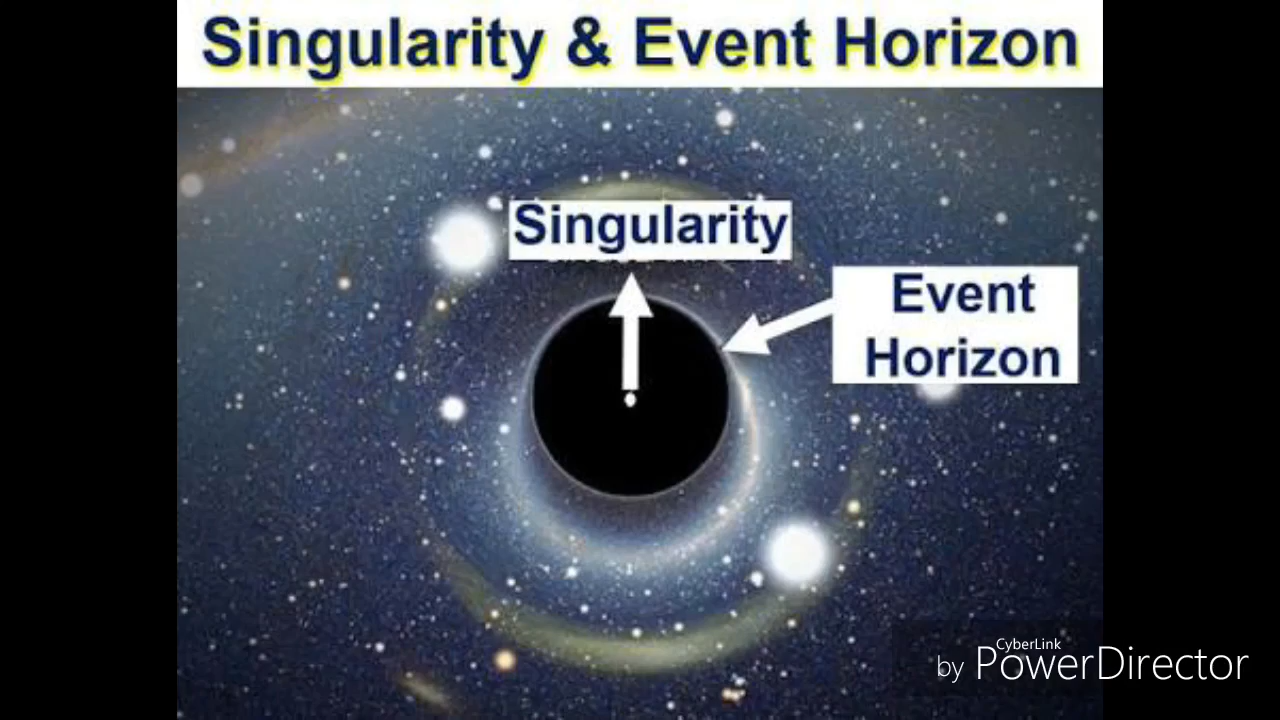 Singularity & Event Horizon
Singularity
Event
Horizon
CyberLink
by PowerDirector